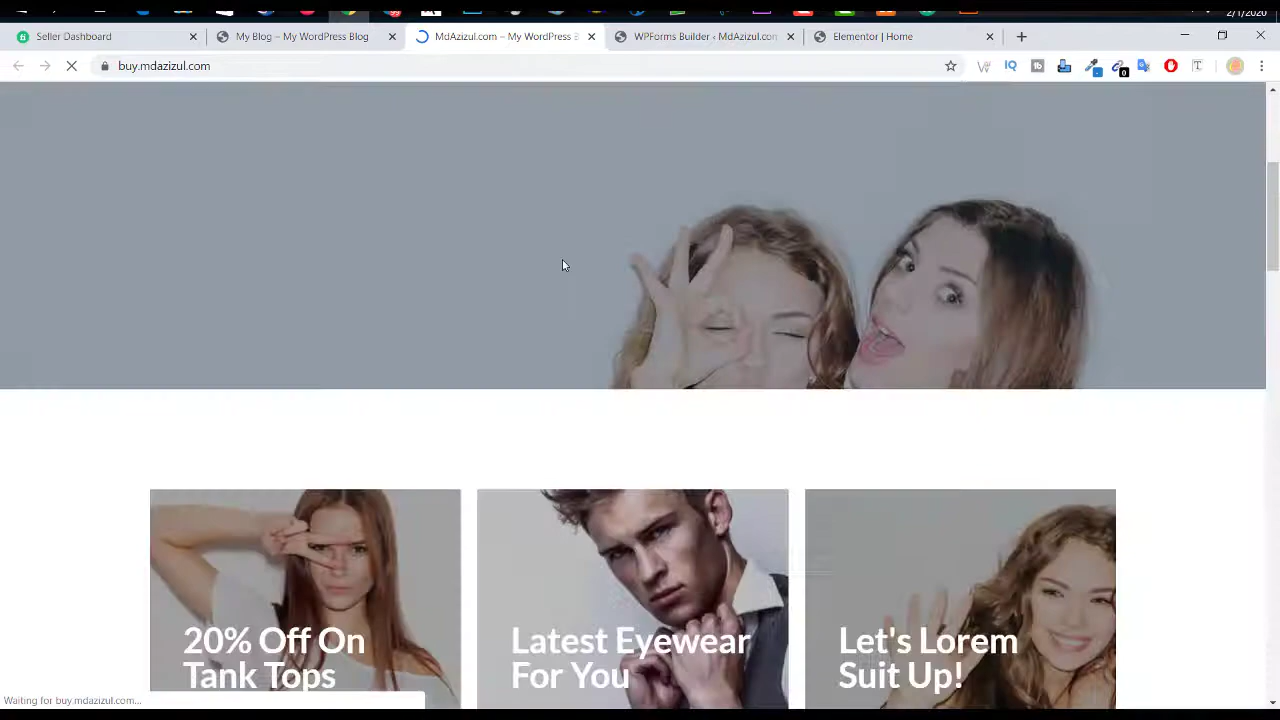 2/1/2020
Seller Dashboard
My Blog – My WordPress Blog
MdAzizul.com – My WordPress B
WPForms Builder ‹ MdAzizul.com
Elementor | Home
buy.mdazizul.com
20% Off On
Tank Tops
Latest Eyewear
For You
Let's Lorem
Suit Up!
Waiting for buy.mdazizul.com...